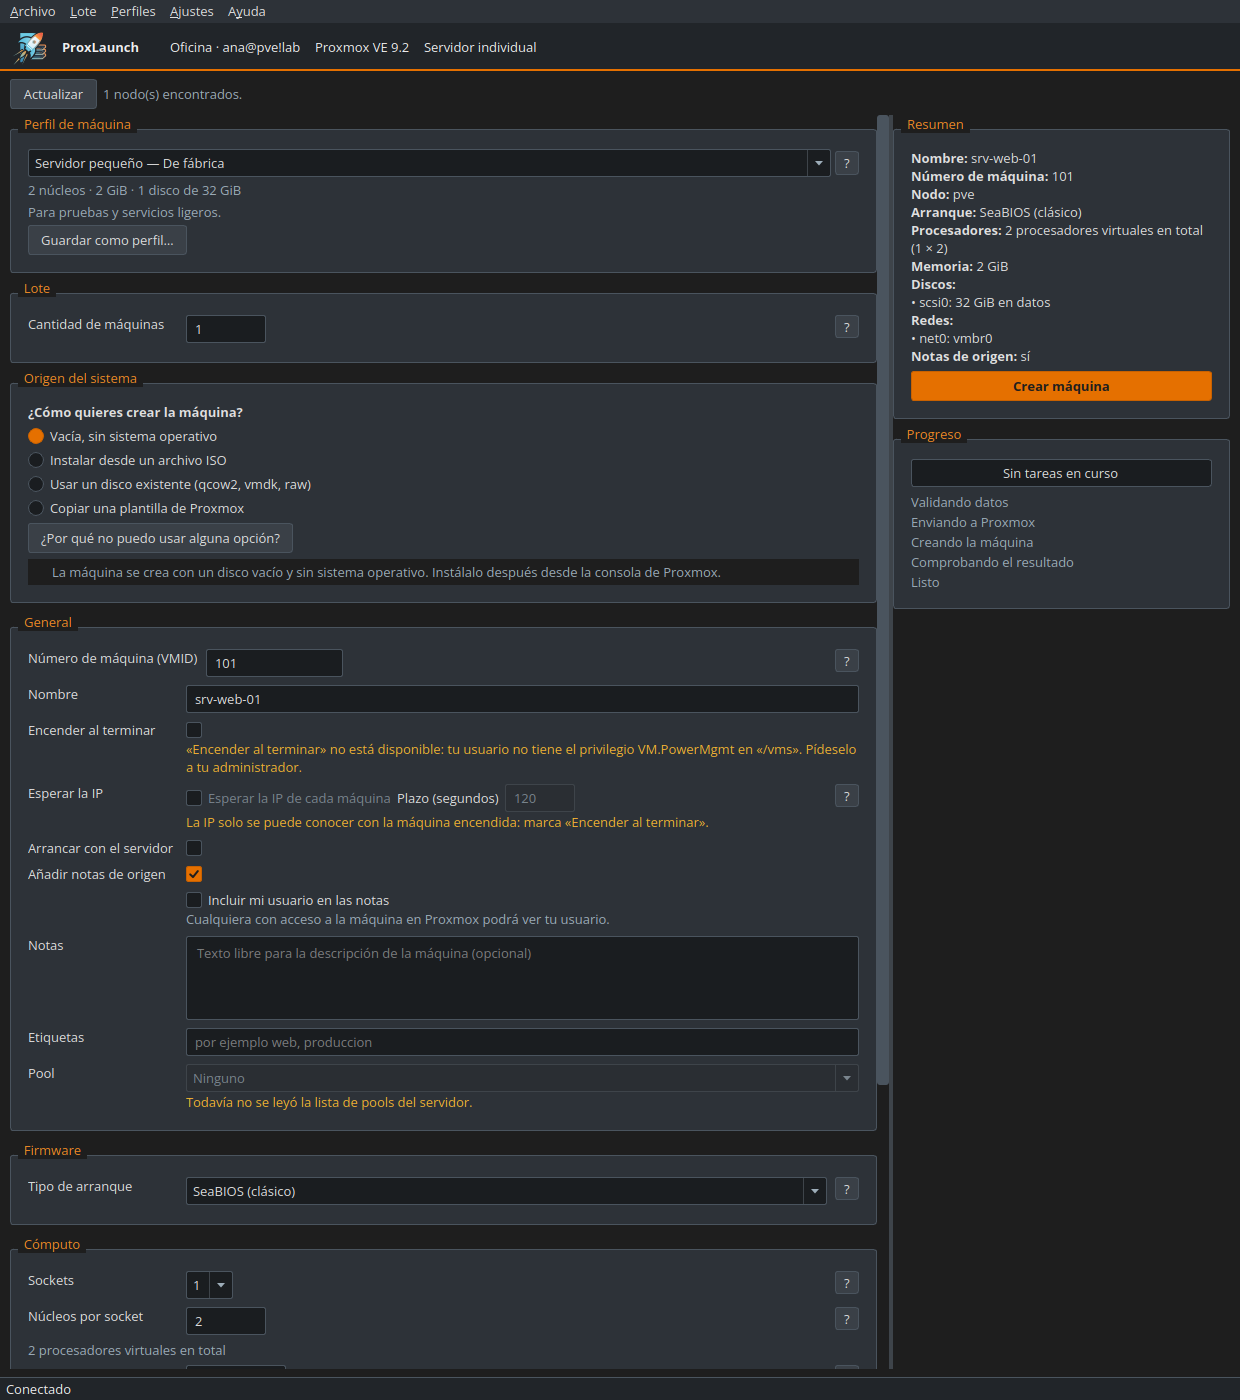 Archivo Lote Perfiles Ajustes Ayuda
ProxLaunch Oficina · ana@pve!lab Proxmox VE 9.2 Servidor individual
Actualizar 1 nodo(s) encontrados.
Perfil de máquina
Servidor pequeño — De fábrica ?
2 núcleos · 2 GiB · 1 disco de 32 GiB
Para pruebas y servicios ligeros.
Guardar como perfil...
Lote
Cantidad de máquinas 1 ?
Origen del sistema
¿Cómo quieres crear la máquina?
Vacía, sin sistema operativo
Instalar desde un archivo ISO
Usar un disco existente (qcow2, vmdk, raw)
Copiar una plantilla de Proxmox
¿Por qué no puedo usar alguna opción?
La máquina se crea con un disco vacío y sin sistema operativo. Instálalo después desde la consola de Proxmox.
General
Número de máquina (VMID) 101 ?
Nombre srv-web-01
Encender al terminar
«Encender al terminar» no está disponible: tu usuario no tiene el privilegio VM.PowerMgmt en «/vms». Pídeselo
a tu administrador.
Esperar la IP Esperar la IP de cada máquina Plazo (segundos) 120 ?
La IP solo se puede conocer con la máquina encendida: marca «Encender al terminar».
Arrancar con el servidor
Añadir notas de origen
Incluir mi usuario en las notas
Cualquiera con acceso a la máquina en Proxmox podrá ver tu usuario.
Notas Texto libre para la descripción de la máquina (opcional)
Etiquetas por ejemplo web, produccion
Pool Ninguno
Todavía no se leyó la lista de pools del servidor.
Firmware
Tipo de arranque SeaBIOS (clásico) ?
Cómputo
Sockets 1 ?
Núcleos por socket 2 ?
2 procesadores virtuales en total
Resumen
Nombre: srv-web-01
Número de máquina: 101
Nodo: pve
Arranque: SeaBIOS (clásico)
Procesadores: 2 procesadores virtuales en total
(1 × 2)
Memoria: 2 GiB
Discos:
• scsi0: 32 GiB en datos
Redes:
• net0: vmbr0
Notas de origen: sí
Crear máquina
Progreso
Sin tareas en curso
Validando datos
Enviando a Proxmox
Creando la máquina
Comprobando el resultado
Listo
Conectado